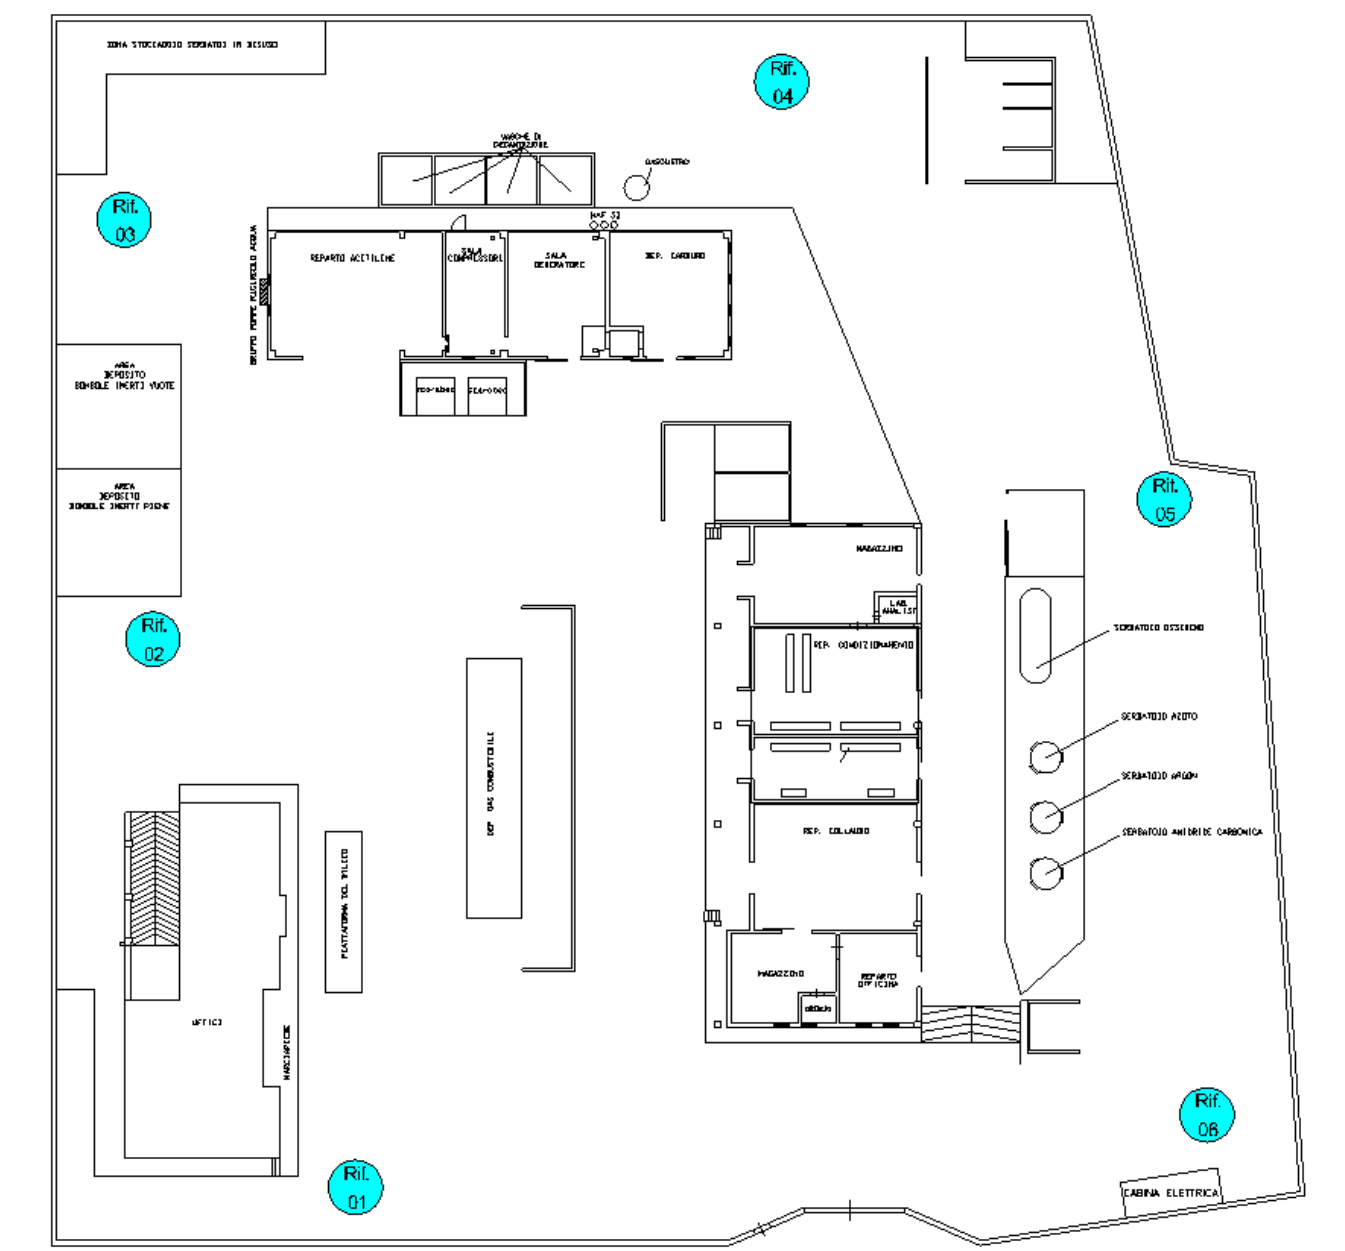 ZONA STOCCAGGIO SERBATOI IN DISUSO
Rif.
04
VASCHE DI
DECANTAZIONE
GASOMETRO
Rif.
03
GRUPPO POMPE RICIRCOLO ACQUA
REPARTO ACETILENE
SALA
COMPRESSORI
SALA
GENERATORE
DEP. CARBURO
AREA
DEPOSITO
BOMBOLE INERTI VUOTE
AREA
DEPOSITO
BOMBOLE INERTI PIENE
Rif.
05
MAGAZZINO
LAB.
ANALISI
Rif.
02
SERBATOIO OSSIGENO
REP. CONDIZIONAMENTO
SERBATOIO AZOTO
DEP GAS COMBUSTIBILE
SERBATOIO ARGON
REP. COLLAUDO
SERBATOIO ANIDRIDE CARBONICA
PIATTAFORMA DEL MILICO
MAGAZZINO
REPARTO
OFFICINA
UFFICI
MARCIAPIEDE
Rif.
06
Rif.
01
CABINA ELETTRICA